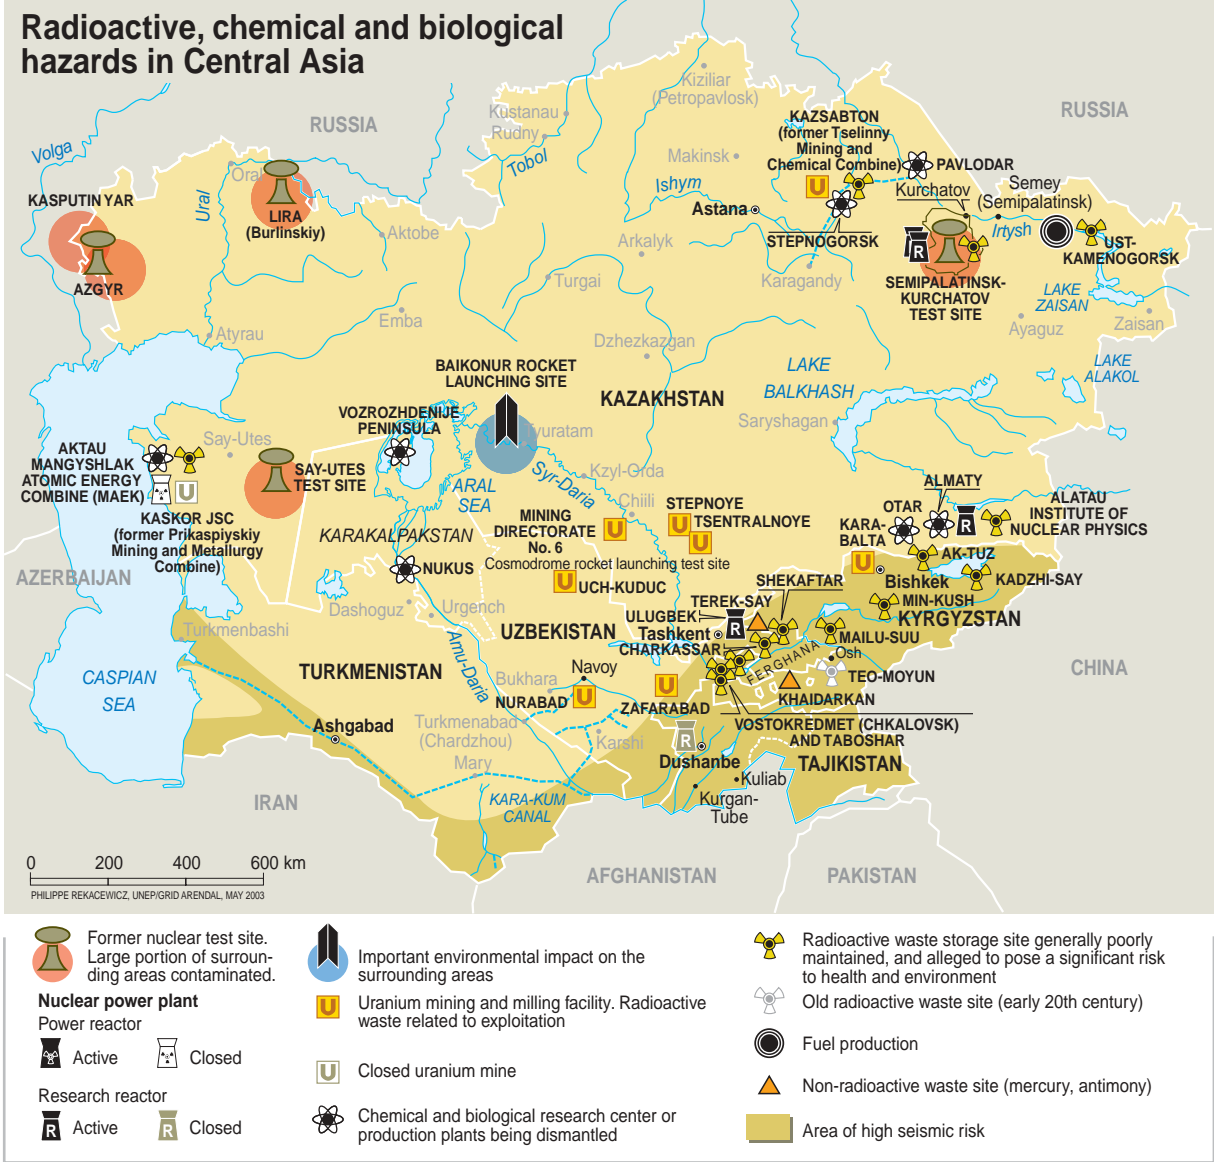 Radioactive, chemical and biological
hazards in Central Asia
RUSSIA
RUSSIA
Kiziliar
(Petropavlosk)
Kustanau
Rudny
Tobol
Volga
Oral
Ural
KASPUTIN YAR
LIRA
(Burlinskiy)
Aktobe
AZGYR
Makinsk
Ishym
Astana
KAZSABTON
(former Tselinny
Mining and
Chemical Combine)
U
PAVLODAR
Kurchatov
Semey
(Semipalatinsk)
Irtysh
STEPNOGORSK
R
UST-
KAMENOGORSK
SEMIPALATINSK-
KURCHATOV
TEST SITE
LAKE
ZAISAN
Zaisan
Ayaguz
Arkalyk
Karagandy
Turgai
Emba
Atyrau
Dzhezkazgan
LAKE
BALKHASH
LAKE
ALAKOL
BAIKONUR ROCKET
LAUNCHING SITE
KAZAKHSTAN
Saryshagan
VOZROZHDENIJE
PENINSULA
Tyuratam
Say-Utes
AKTAU
MANGYSHLAK
ATOMIC ENERGY
COMBINE (MAEK)
U
SAY-UTES
TEST SITE
KASKOR JSC
(former Prikaspiyskiy
Mining and Metallurgy
Combine)
ARAL
SEA
Syr-Daria
Kzyl-Orda
Chiili
STEPNOYE
TSENTRALNOYE
U
U
MINING
DIRECTORATE
No. 6
U
Cosmodrome rocket launching test site
ALMATY
OTAR
R
ALATAU
INSTITUTE OF
NUCLEAR PHYSICS
KARA-
BALTA
U
AK-TUZ
Bishkek
KADZHI-SAY
MIN-KUSH
KYRGYZSTAN
KARAKALPAKSTAN
NUKUS
U
UCH-KUDUC
SHEKAFTAR
TEREK-SAY
ULUGBEK
R
Tashkent
CHARKASSAR
MAILU-SUU
FERGHANA
Osh
TEO-MOYUN
KHAIDARKAN
AZERBAIJAN
Dashoguz
Urgench
Turkmenbashi
UZBEKISTAN
TURKMENISTAN
Amu-Daria
Navoy
Bukhara
NURABAD
U
U
ZAFARABAD
VOSTOKREDMET (CHKALOVSK)
AND TABOSHAR
CHINA
CASPIAN
SEA
Ashgabad
Turkmenabad
(Chardzhou)
Karshi
R
Dushanbe
TAJIKISTAN
Mary
Kuliab
Kurgan-
Tube
KARA-KUM
CANAL
IRAN
AFGHANISTAN
PAKISTAN
0 200 400 600 km
PHILIPPE REKACEWICZ, UNEP/GRID ARENDAL, MAY 2003
Former nuclear test site.
Large portion of surroun-
ding areas contaminated.
Nuclear power plant
Power reactor
Active
Closed
Research reactor
R Active
R Closed
Important environmental impact on the
surrounding areas
U Uranium mining and milling facility. Radioactive
waste related to exploitation
U Closed uranium mine
Chemical and biological research center or
production plants being dismantled
Radioactive waste storage site generally poorly
maintained, and alleged to pose a significant risk
to health and environment
Old radioactive waste site (early 20th century)
Fuel production
Non-radioactive waste site (mercury, antimony)
Area of high seismic risk